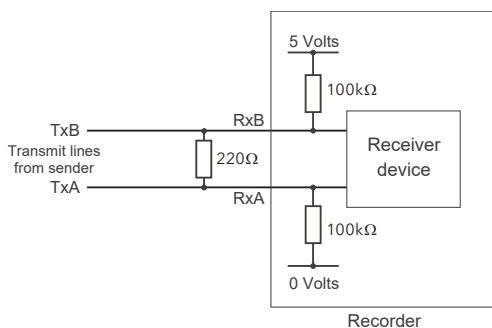 5 Volts
100kΩ
TxB
RxB
Transmit lines
from sender
220Ω
Receiver
device
TxA
RxA
100kΩ
0 Volts
Recorder